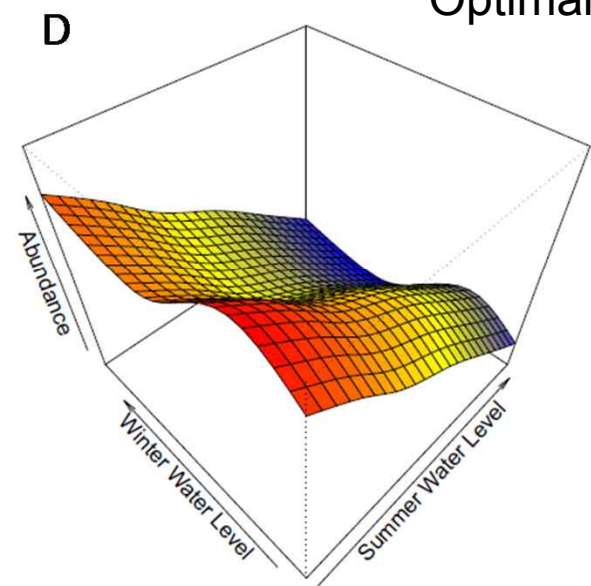 Optimal
D
Abundance
Winter Water Level
Summer Water Level